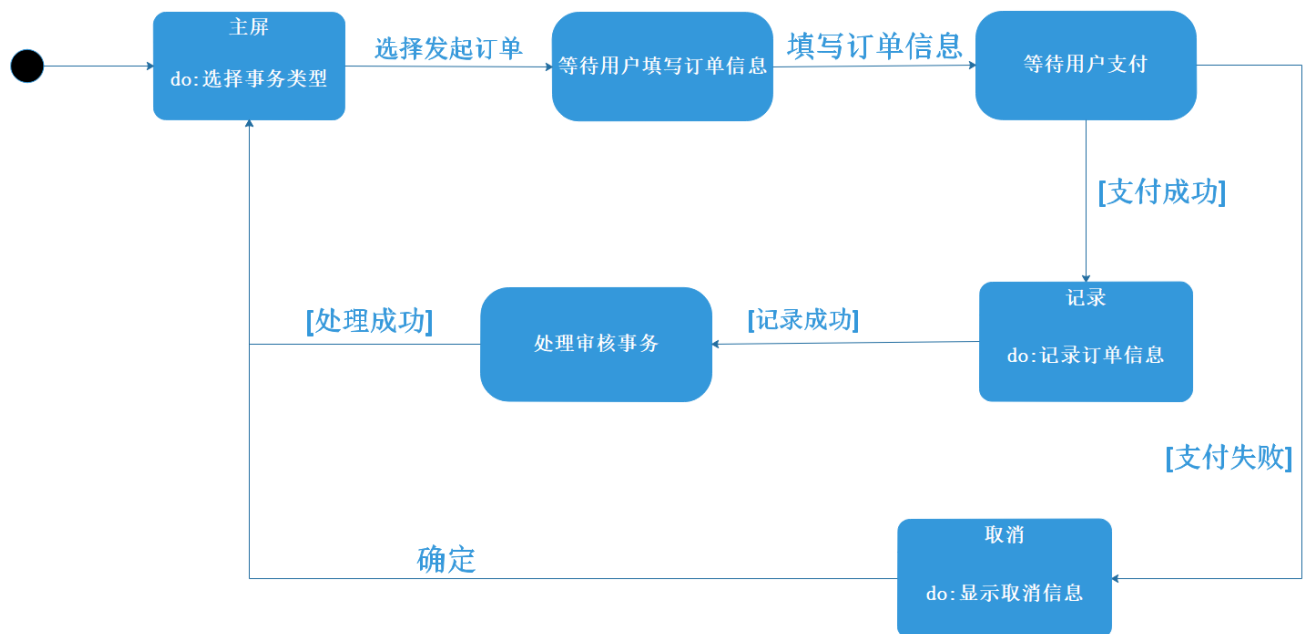 主屏
do:选择事务类型
选择发起订单
等待用户填写订单信息
填写订单信息
等待用户支付
[支付成功]
记录
do:记录订单信息
[记录成功]
处理审核事务
[处理成功]
[支付失败]
取消
do:显示取消信息
确定